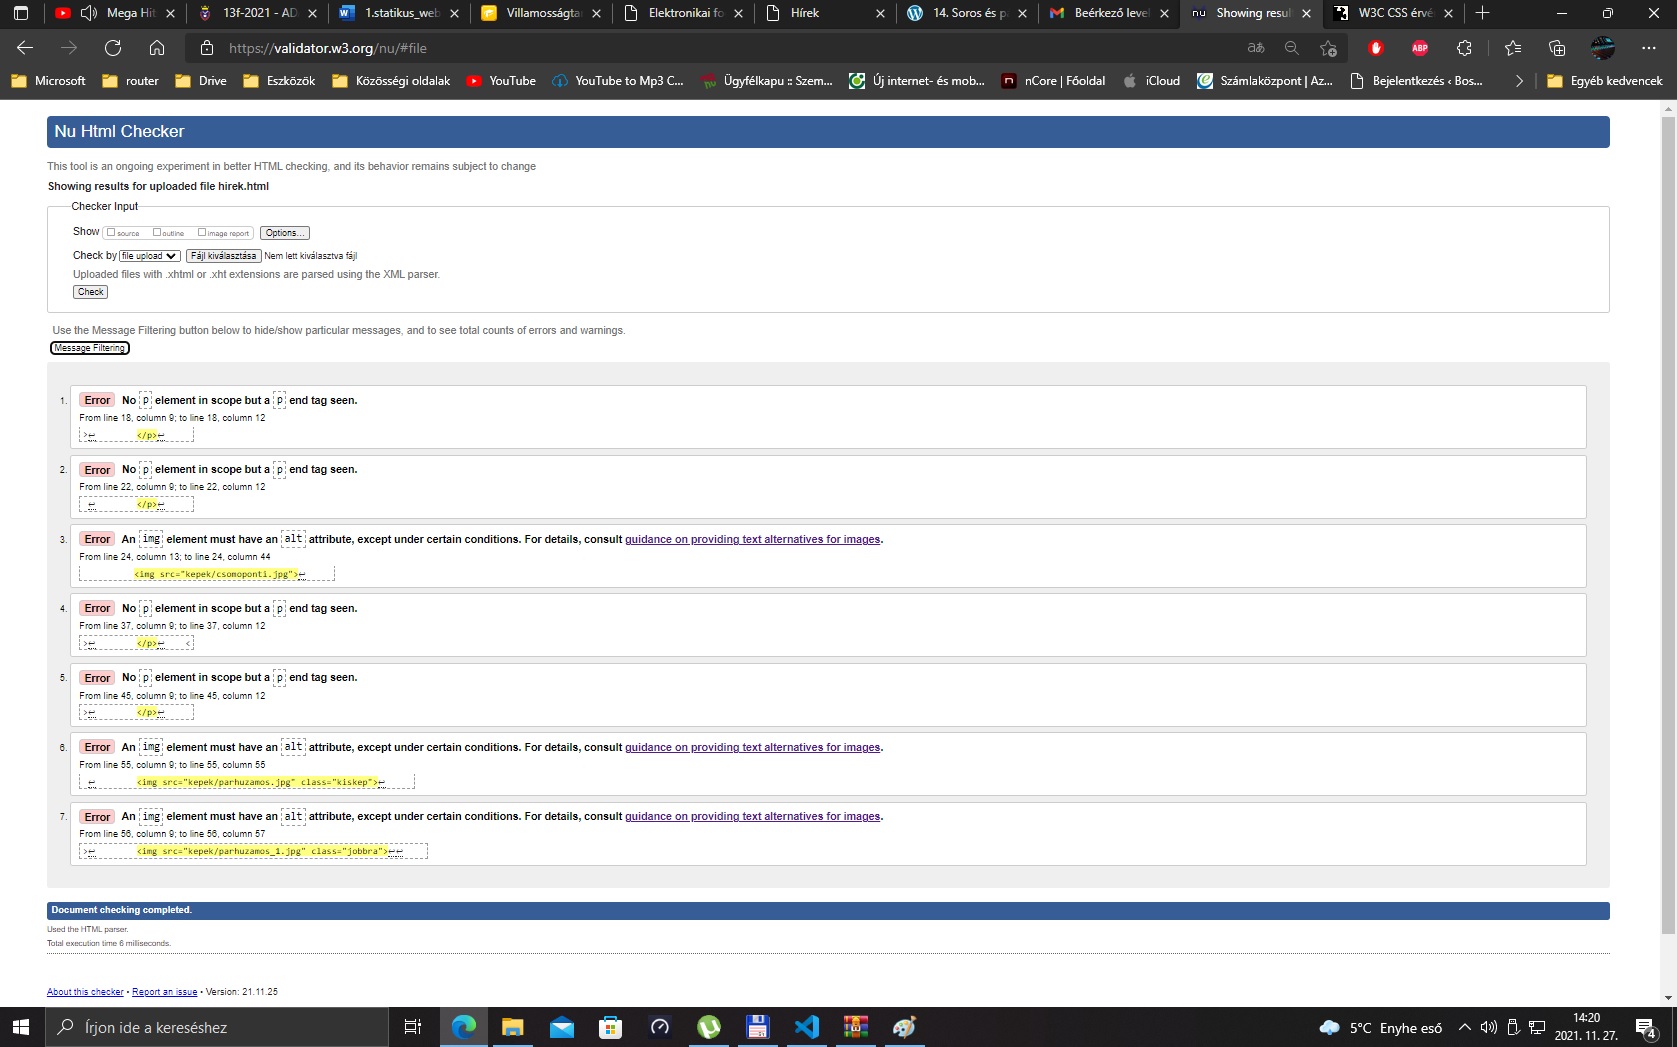 Mega Hi
13f-2021 - AD
1.statikus_web
Villamosságta
Elektronikai fo
Hírek
14. Soros és p
Beérkező level
Showing resul
W3C CSS érvé
https://validator.w3.org/nu/#file
Microsoft
router
Drive
Eszközök
Közösségi oldalak
YouTube
YouTube to Mp3 C...
Ügyfélkapu :: Szem...
Új internet- és mob...
nCore | Főoldal
iCloud
Számlaközpont | Az...
Bejelentkezés ‹ Bos...
Egyéb kedvencek
Nu Html Checker
This tool is an ongoing experiment in better HTML checking, and its behavior remains subject to change
Showing results for uploaded file hirek.html
Checker Input
Show source outline image report Options...
Check by file upload Fájl kiválasztása Nem lett kiválasztva fájl
Uploaded files with .xhtml or .xht extensions are parsed using the XML parser.
Check
Use the Message Filtering button below to hide/show particular messages, and to see total counts of errors and warnings.
Message Filtering
1. Error No p element in scope but a p end tag seen.
From line 18, column 9; to line 18, column 12
>↩ </p>↩
2. Error No p element in scope but a p end tag seen.
From line 22, column 9; to line 22, column 12
↩ </p>↩
3. Error An img element must have an alt attribute, except under certain conditions. For details, consult guidance on providing text alternatives for images.
From line 24, column 13; to line 24, column 44
<img src="kepek/csomoponti.jpg">↩
4. Error No p element in scope but a p end tag seen.
From line 37, column 9; to line 37, column 12
>↩ </p>↩ <
5. Error No p element in scope but a p end tag seen.
From line 45, column 9; to line 45, column 12
>↩ </p>↩
6. Error An img element must have an alt attribute, except under certain conditions. For details, consult guidance on providing text alternatives for images.
From line 55, column 9; to line 55, column 55
↩ <img src="kepek/parhuzamos.jpg" class="kiskep">↩
7. Error An img element must have an alt attribute, except under certain conditions. For details, consult guidance on providing text alternatives for images.
From line 56, column 9; to line 56, column 57
>↩ <img src="kepek/parhuzamos_1.jpg" class="jobbra">↩↩
Document checking completed.
Used the HTML parser.
Total execution time 6 milliseconds.
About this checker • Report an issue • Version: 21.11.25
Írjon ide a kereséshez
5°C Enyhe eső
14:20
2021. 11. 27.
4